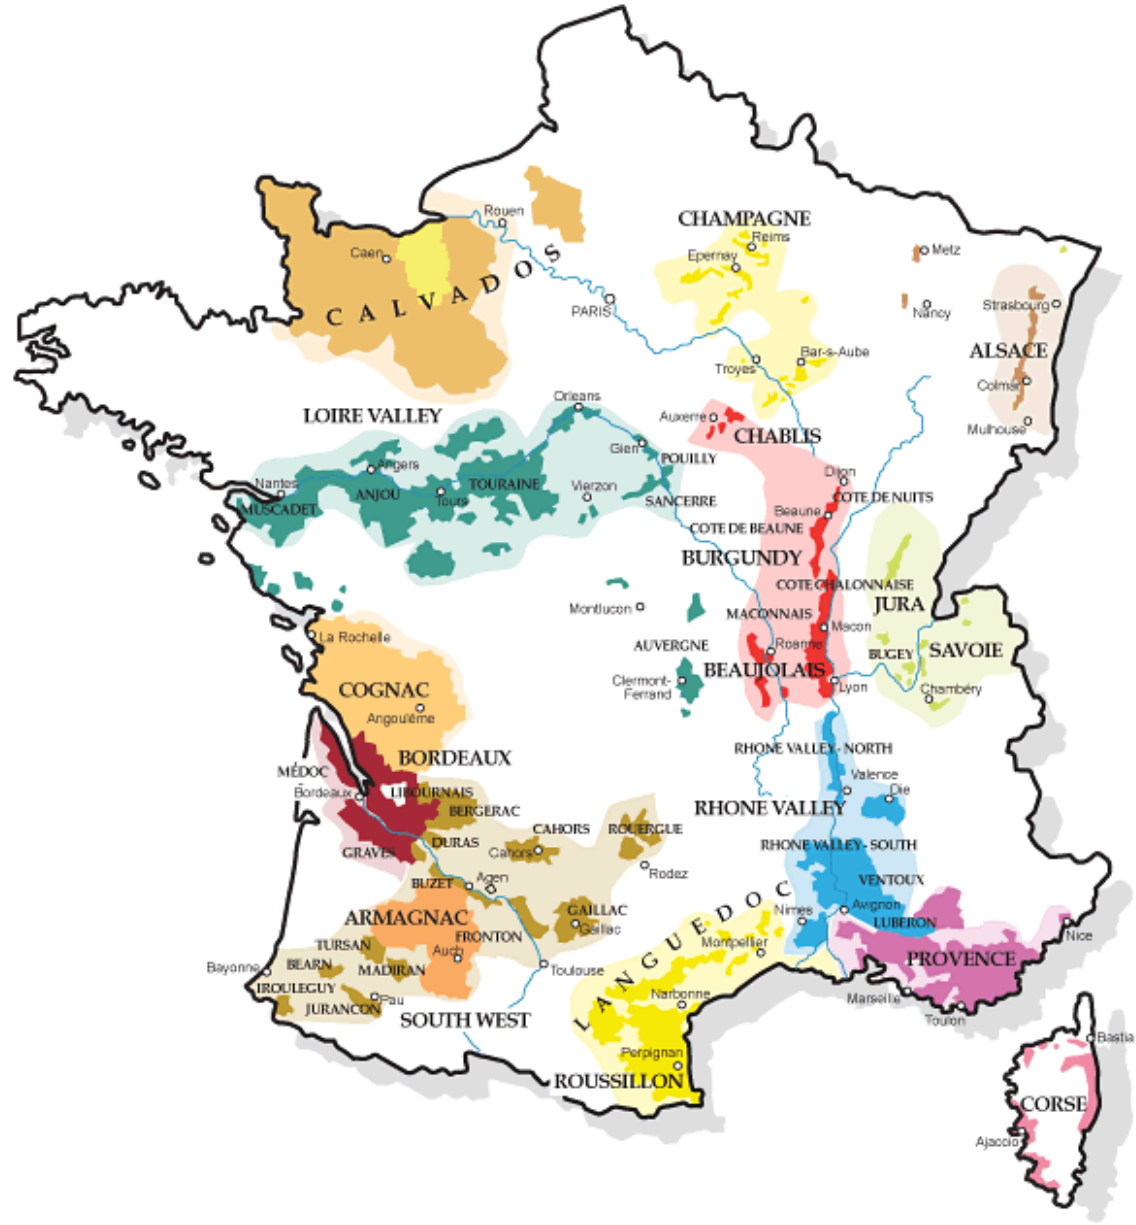 Rouen
CHAMPAGNE
Reims
Epernay
Caen
CALVADOS
PARIS
Metz
Nancy
Strasbourg
ALSACE
Colmar
Mulhouse
Troyes
Bar-s-Aube
Orleans
LOIRE VALLEY
Auxerre
CHABLIS
Gien
POUILLY
Angers
Nantes
MUSCADET
ANJOU
Tours
TOURAINE
Vierzon
SANCERRE
Dijon
COTE DE NUITS
Beaune
COTE DE BEAUNE
BURGUNDY
COTE CHALONNAISE
JURA
Montlucon
MACONNAIS
Macon
La Rochelle
AUVERGNE
Roanne
BUGEY
SAVOIE
BEAUJOLAIS
Clermont-
Ferrand
Lyon
Chambéry
COGNAC
Angoulême
BORDEAUX
RHONE VALLEY - NORTH
MÉDOC
Bordeaux
LIBOURNAIS
Valence
Die
BERGERAC
RHONE VALLEY
CAHORS
ROUERGUE
GRAVES
DURAS
Cahors
RHONE VALLEY - SOUTH
Rodez
BUZET
Agen
VENTOUX
ARMAGNAC
GAILLAC
Gaillac
Nimes
Avignon
LUBERON
FRONTON
TURSAN
Auch
LANGUEDOC
Montpellier
Nice
PROVENCE
Bayonne
BEARN
MADIRAN
Toulouse
IROULEGUY
Pau
JURANCON
Narbonne
Marseille
Toulon
SOUTH WEST
Bastia
Perpignan
ROUSSILLON
CORSE
Ajaccio